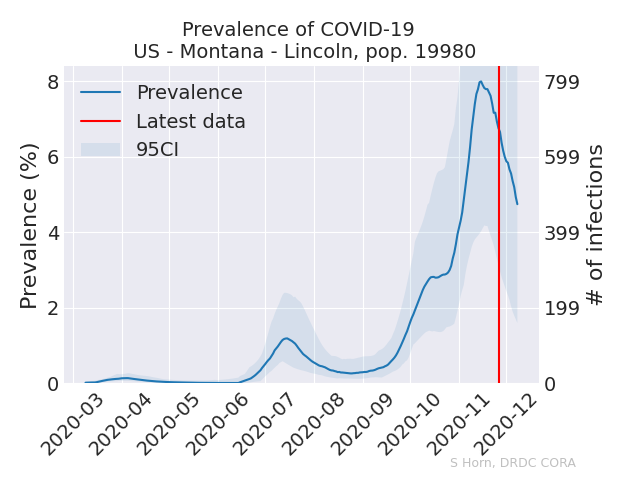 Prevalence of COVID-19
US - Montana - Lincoln, pop. 19980
Prevalence
Latest data
95CI
Prevalence (%)
8
6
4
2
0
799
599
399
199
0
# of infections
2020-03
2020-04
2020-05
2020-06
2020-07
2020-08
2020-09
2020-10
2020-11
2020-12
S Horn, DRDC CORA